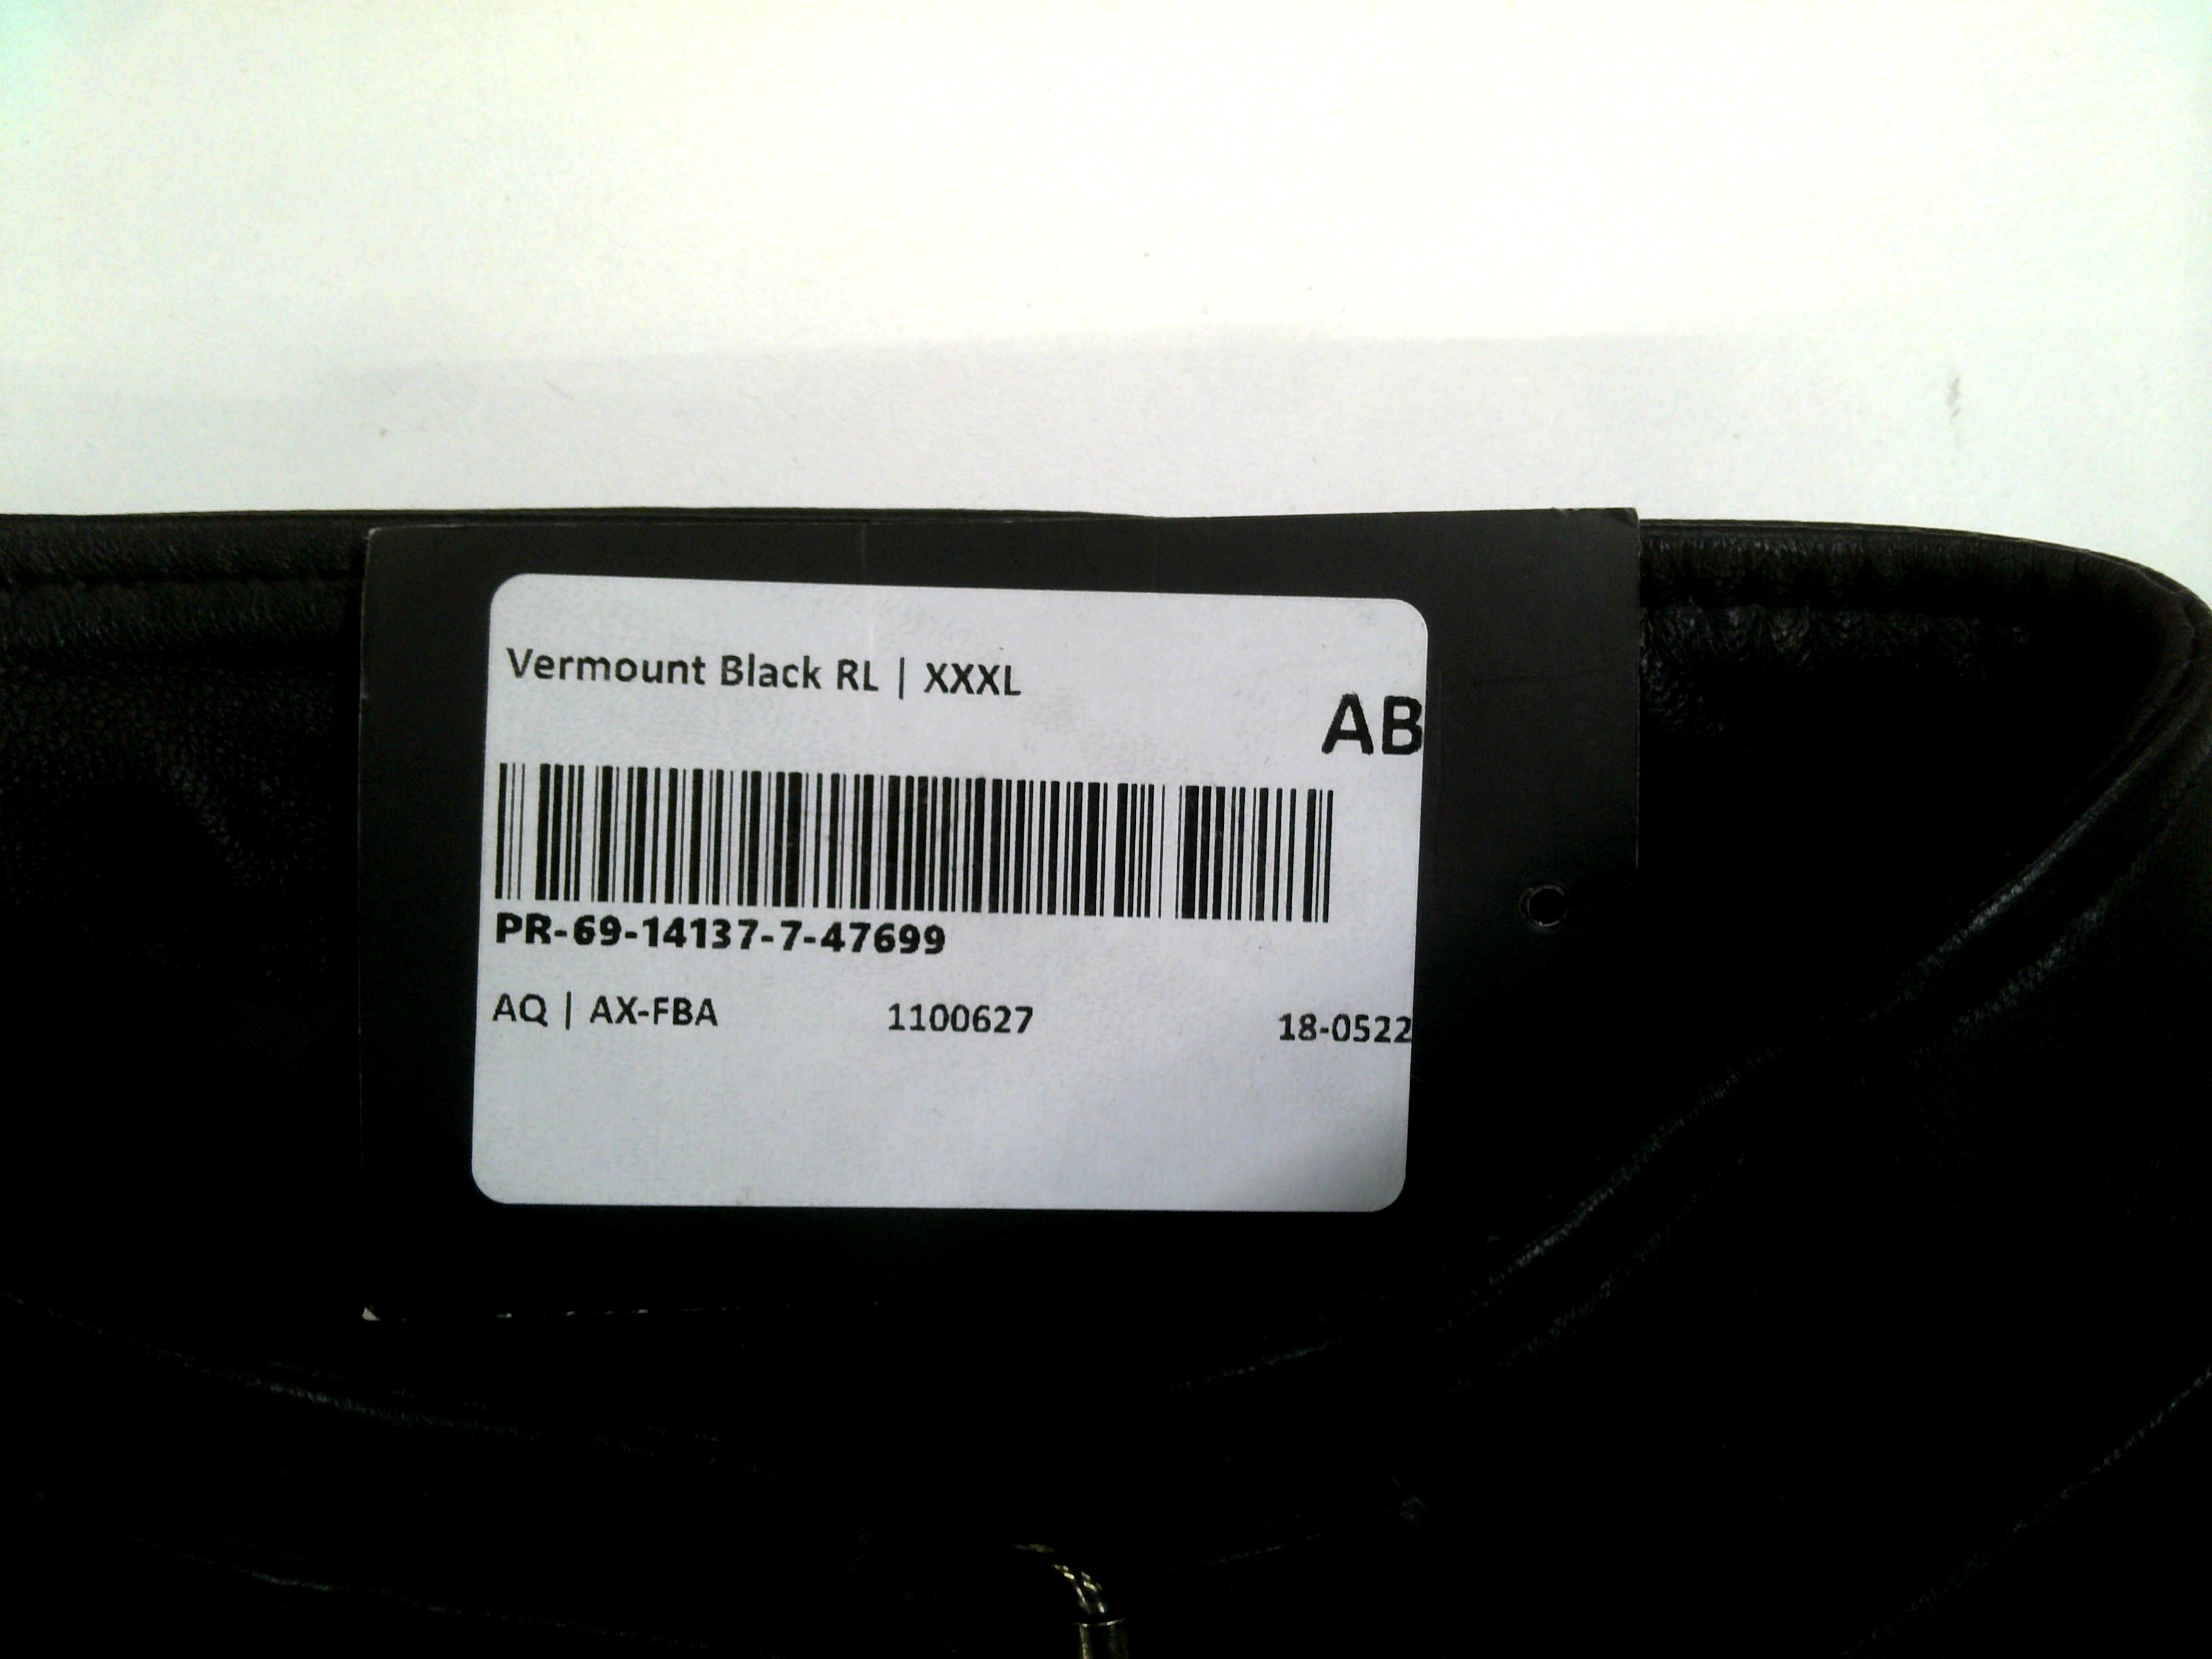 Vermount Black RL | XXXL
AB
PR-69-14137-7-47699
AQ | AX-FBA 1100627 18-0522